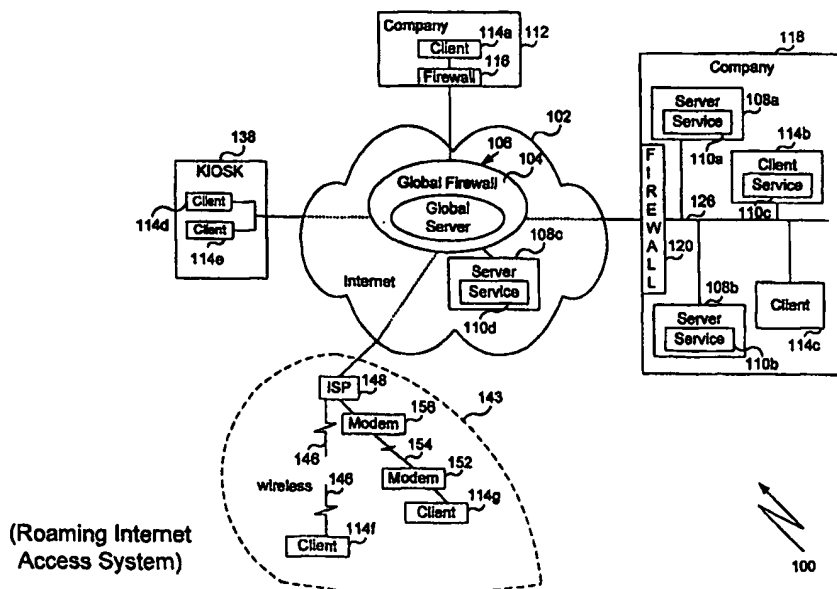 Company
Client
114a
112
Firewall
116
118
Company
Server
108a
Service
110a
114b
Client
Service
110c
126
FIREWALL
120
108b
Server
Service
110b
Client
114c
102
106
104
Global Firewall
Global
Server
108c
Server
Service
110d
Internet
138
KIOSK
Client
114d
Client
114e
ISP
148
143
Modem
156
154
146
152
Modem
wireless
146
Client
114g
114f
Client
(Roaming Internet
Access System)
100